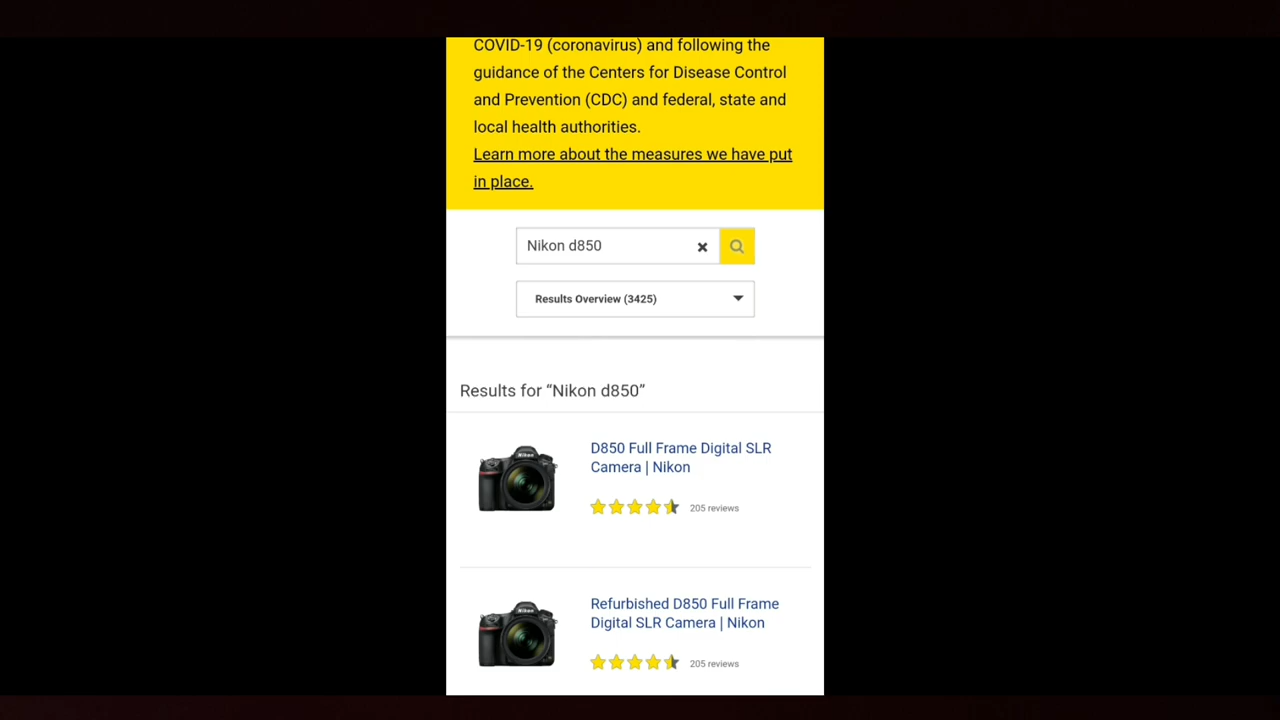 COVID-19 (coronavirus) and following the
guidance of the Centers for Disease Control
and Prevention (CDC) and federal, state and
local health authorities.
Learn more about the measures we have put
in place.
Nikon d850
Results Overview (3425)
Results for “Nikon d850”
Nikon
D850 Full Frame Digital SLR
Camera | Nikon
205 reviews
Nikon
Refurbished D850 Full Frame
Digital SLR Camera | Nikon
205 reviews